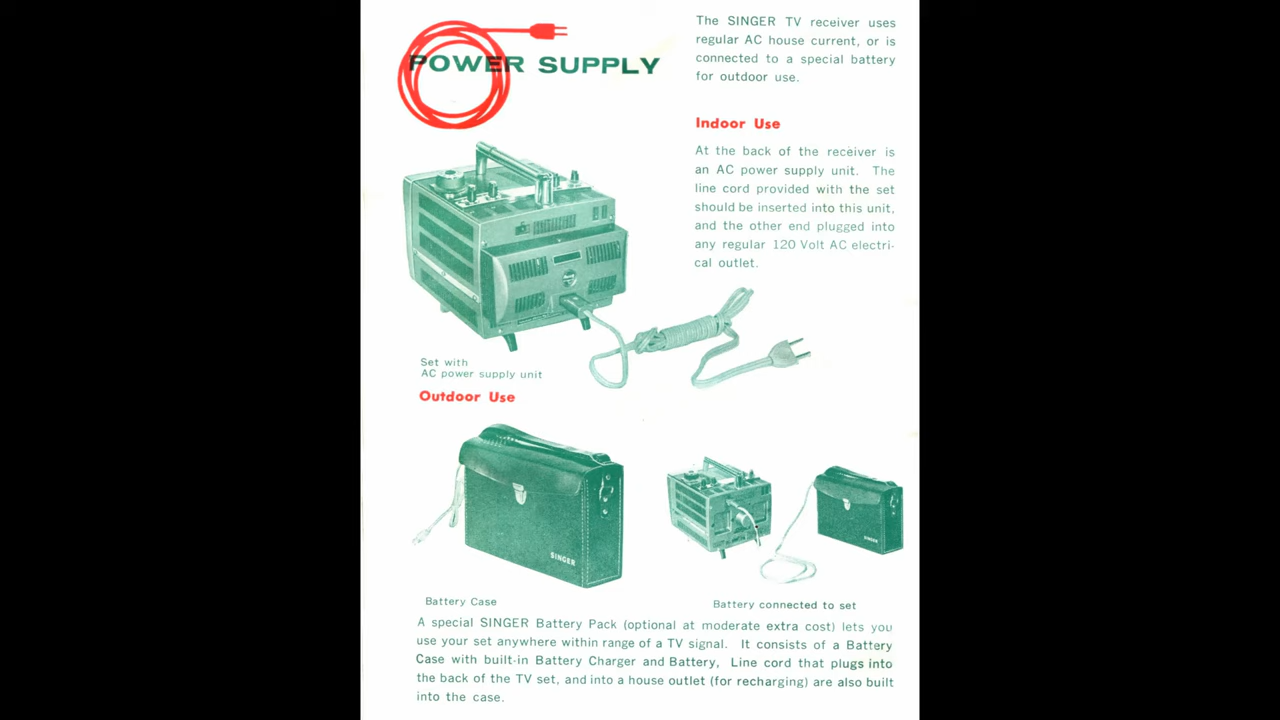 POWER SUPPLY
The SINGER TV receiver uses
regular AC house current, or is
connected to a special battery
for outdoor use.
Indoor Use
At the back of the receiver is
an AC power supply unit. The
line cord provided with the set
should be inserted into this unit,
and the other end plugged into
any regular 120 Volt AC electri-
cal outlet.
Set with
AC power supply unit
Outdoor Use
SINGER
SINGER
Battery Case
Battery connected to set
A special SINGER Battery Pack (optional at moderate extra cost) lets you
use your set anywhere within range of a TV signal. It consists of a Battery
Case with built-in Battery Charger and Battery, Line cord that plugs into
the back of the TV set, and into a house outlet (for recharging) are also built
into the case.